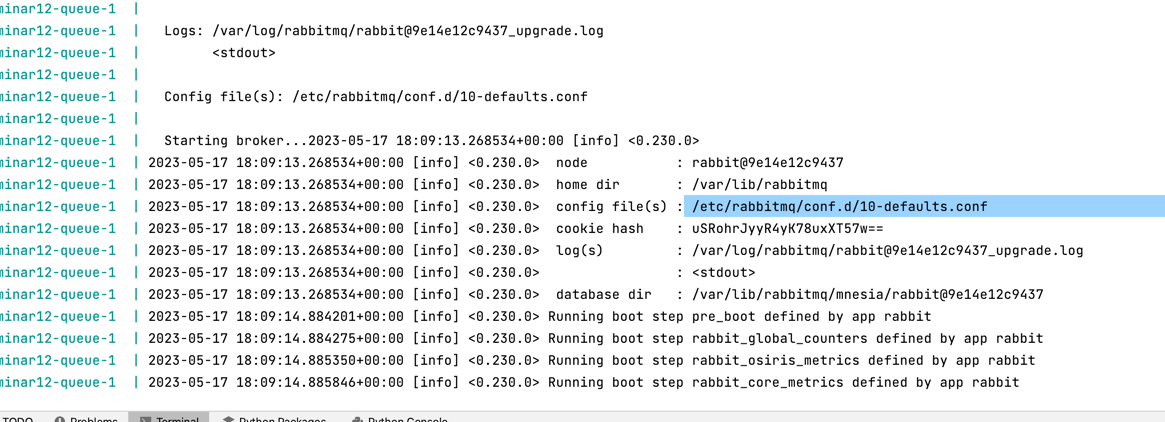 minar12-queue-1  |
minar12-queue-1  |   Logs: /var/log/rabbitmq/rabbit@9e14e12c9437_upgrade.log
minar12-queue-1  |         <stdout>
minar12-queue-1  |
minar12-queue-1  |   Config file(s): /etc/rabbitmq/conf.d/10-defaults.conf
minar12-queue-1  |
minar12-queue-1  |   Starting broker...2023-05-17 18:09:13.268534+00:00 [info] <0.230.0>
minar12-queue-1  | 2023-05-17 18:09:13.268534+00:00 [info] <0.230.0>  node           : rabbit@9e14e12c9437
minar12-queue-1  | 2023-05-17 18:09:13.268534+00:00 [info] <0.230.0>  home dir       : /var/lib/rabbitmq
minar12-queue-1  | 2023-05-17 18:09:13.268534+00:00 [info] <0.230.0>  config file(s) : /etc/rabbitmq/conf.d/10-defaults.conf
minar12-queue-1  | 2023-05-17 18:09:13.268534+00:00 [info] <0.230.0>  cookie hash    : uSRohrJyyR4yK78uxXT57w==
minar12-queue-1  | 2023-05-17 18:09:13.268534+00:00 [info] <0.230.0>  log(s)         : /var/log/rabbitmq/rabbit@9e14e12c9437_upgrade.log
minar12-queue-1  | 2023-05-17 18:09:13.268534+00:00 [info] <0.230.0>                 : <stdout>
minar12-queue-1  | 2023-05-17 18:09:13.268534+00:00 [info] <0.230.0>  database dir   : /var/lib/rabbitmq/mnesia/rabbit@9e14e12c9437
minar12-queue-1  | 2023-05-17 18:09:14.884201+00:00 [info] <0.230.0> Running boot step pre_boot defined by app rabbit
minar12-queue-1  | 2023-05-17 18:09:14.884275+00:00 [info] <0.230.0> Running boot step rabbit_global_counters defined by app rabbit
minar12-queue-1  | 2023-05-17 18:09:14.885350+00:00 [info] <0.230.0> Running boot step rabbit_osiris_metrics defined by app rabbit
minar12-queue-1  | 2023-05-17 18:09:14.885846+00:00 [info] <0.230.0> Running boot step rabbit_core_metrics defined by app rabbit
TODO Problems Terminal Python Packages Python Console